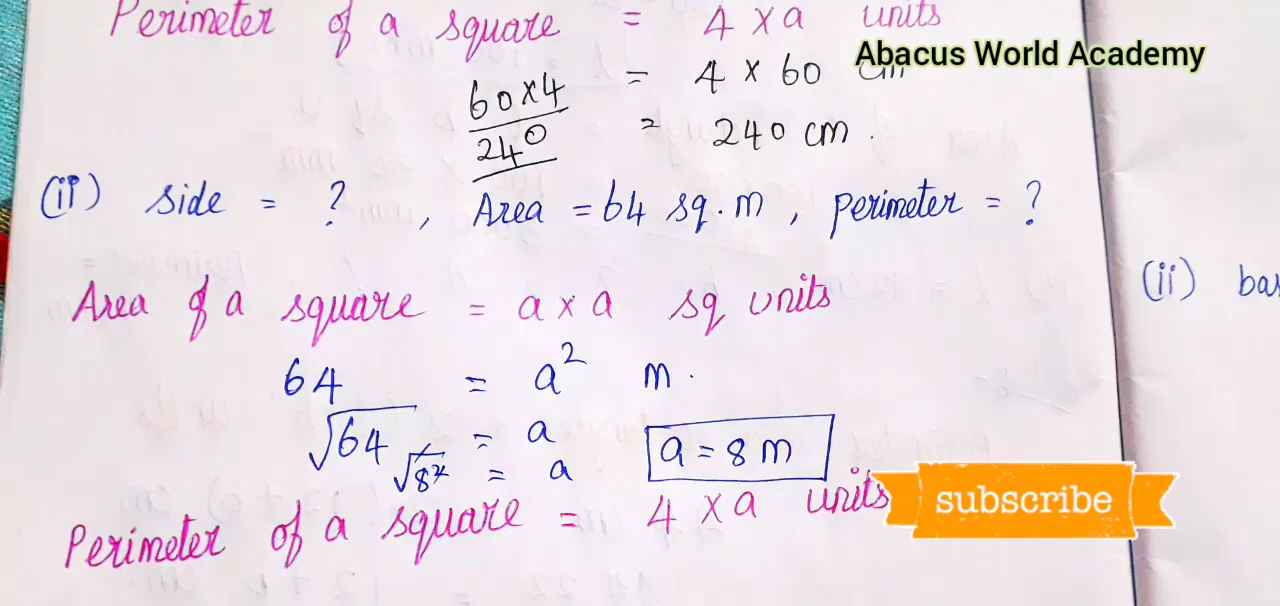 Perimeter of a square = 4 x a units
Abacus World Academy
60x4 = 4 x 60
240 = 240 cm.
(ii) side = ?, Area = 64 sq.m, perimeter = ?
(ii) bas
Area of a square = a x a sq units
64 = a² m.
√64 = a
√8² = a
a = 8 m
Perimeter of a square = 4 x a units
subscribe